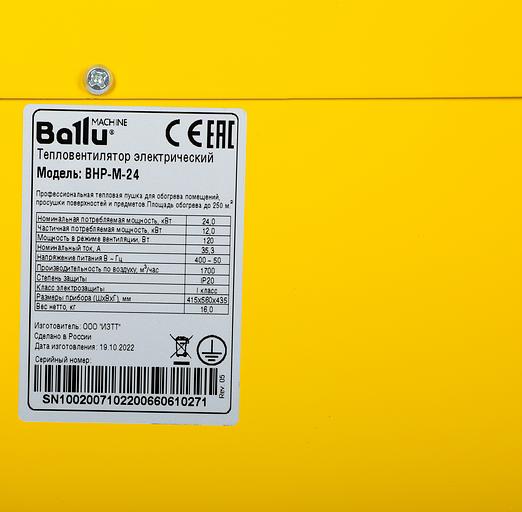 MACHINE
Ballu® CE EAC
Тепловентилятор электрический
Модель: BHP-M-24
Профессиональная тепловая пушка для обогрева помещений,
просушки поверхностей и предметов. Площадь обогрева до 250 м²
Номинальная потребляемая мощность, кВт 24,0
Частичная потребляемая мощность, кВт 12,0
Мощность в режиме вентиляции, Вт 120
Номинальный ток, А 35,3
Напряжение питания В ~ Гц 400 – 50
Производительность по воздуху, м³/час 1700
Степень защиты IP20
Класс электрозащиты I класс
Размеры прибора (ШхВхГ), мм 415x560x435
Вес нетто, кг 16,0
Изготовитель: ООО "ИЗТТ"
Сделано в России
Дата изготовления: 19.10.2022
Серийный номер:
Rev. 05
SN1002007102200660610271